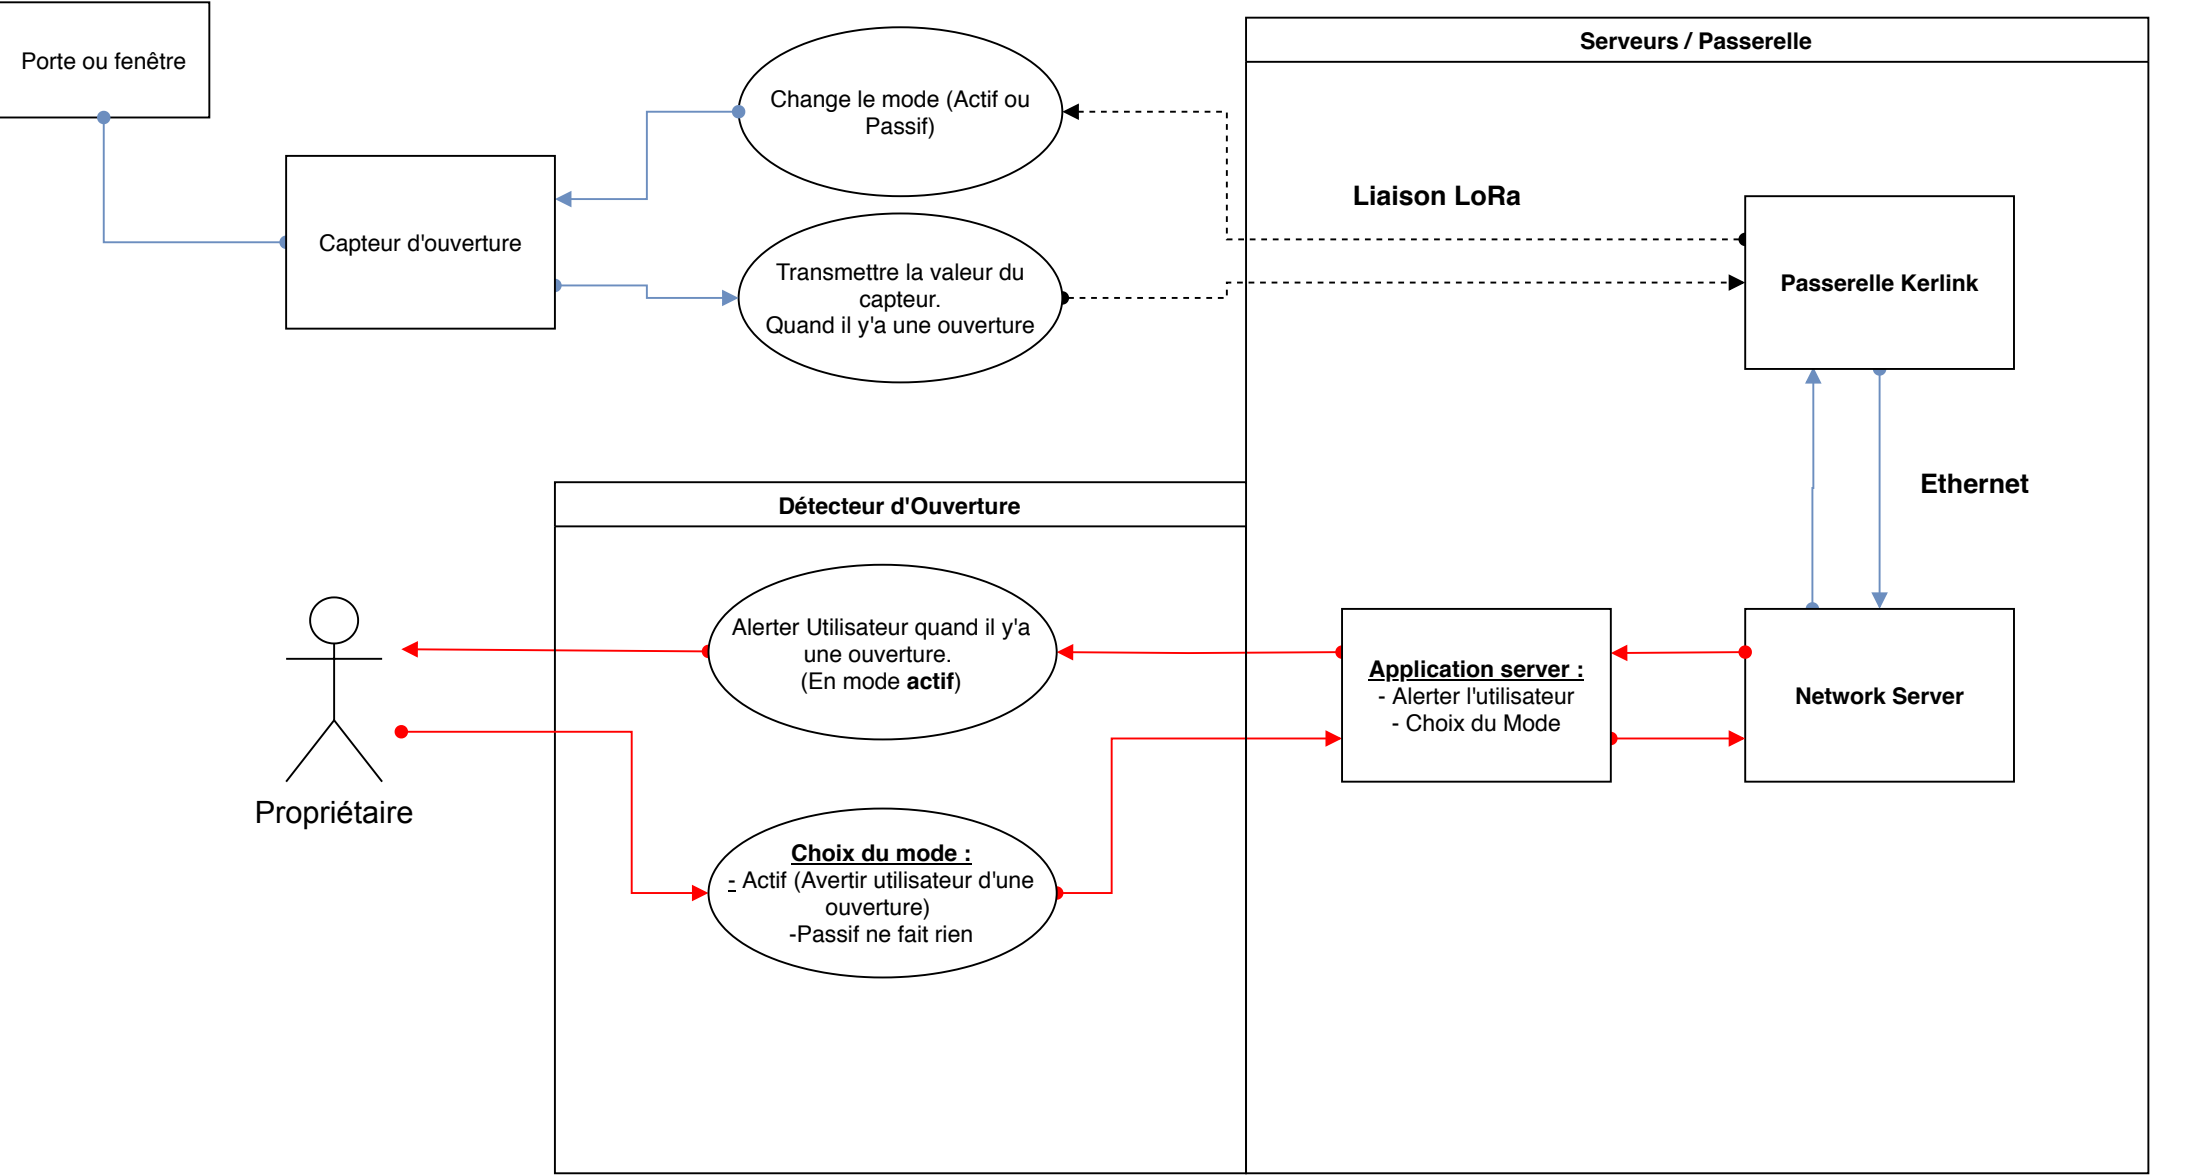 Porte ou fenêtre
Serveurs / Passerelle
Change le mode (Actif ou
Passif)
Liaison LoRa
Capteur d'ouverture
Transmettre la valeur du
capteur.
Quand il y'a une ouverture
Passerelle Kerlink
Ethernet
Détecteur d'Ouverture
Alerter Utilisateur quand il y'a
une ouverture.
(En mode actif)
Application server :
- Alerter l'utilisateur
- Choix du Mode
Network Server
Propriétaire
Choix du mode :
- Actif (Avertir utilisateur d'une
ouverture)
-Passif ne fait rien